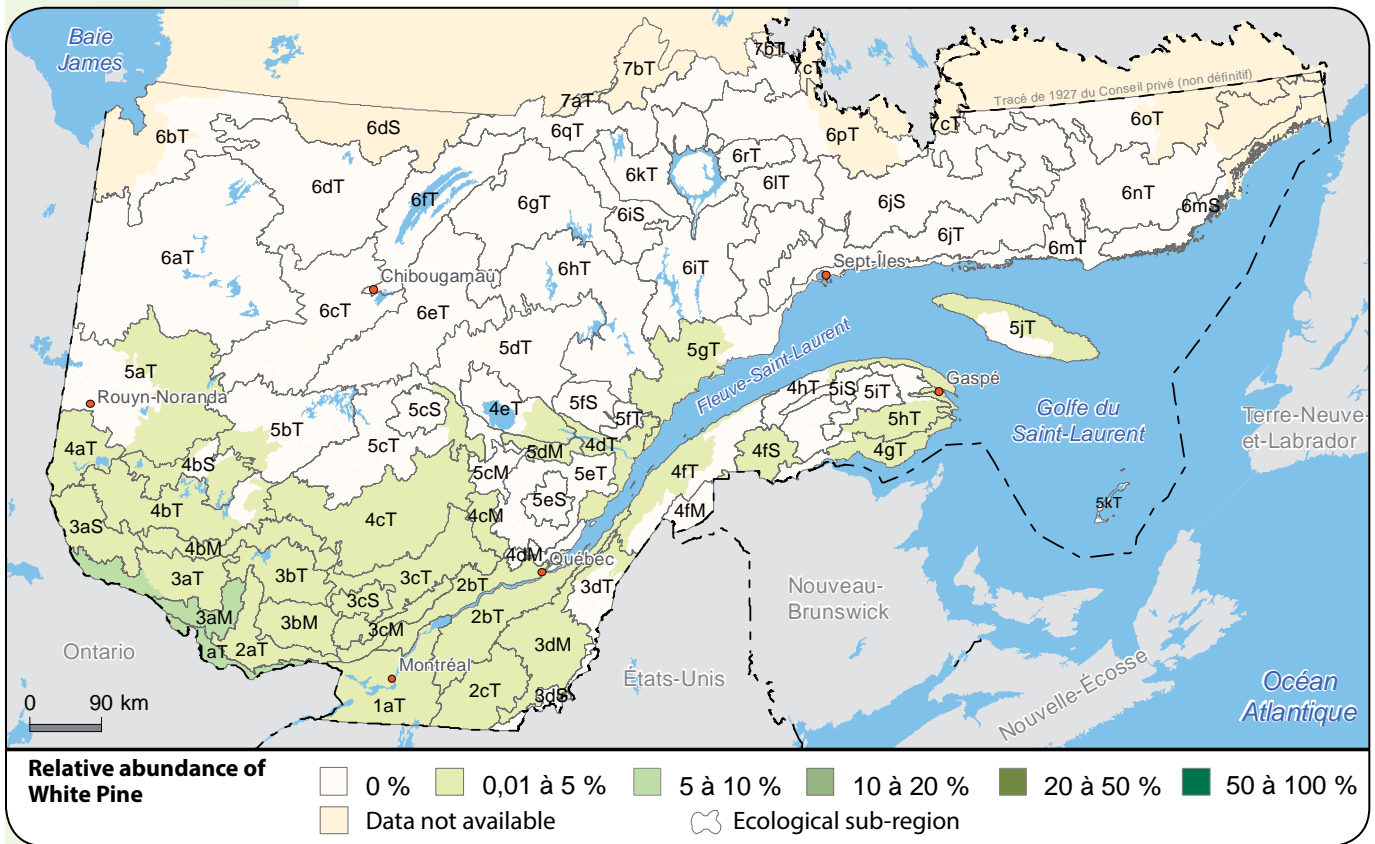 Baie
James
7bT
7bT
7cT
7aT
Tracé de 1927 du Conseil privé (non définitif)
6bT
6dS
6qT
6pT
7cT
6oT
6rT
6kT
6lT
6dT
6fT
6gT
6iS
6jS
6nT
6mS
6jT
6mT
6aT
6hT
6iT
Sept-Îles
Chibougamau
6cT
6eT
5jT
5dT
5gT
5aT
Fleuve-Saint-Laurent
Gaspé
4hT
5iS
5iT
Rouyn-Noranda
5cS
4eT
5fS
5fT
5hT
Golfe du
Saint-Laurent
Terre-Neuve-
et-Labrador
5bT
5cT
4aT
4bS
5dM
4dT
4fS
4gT
5cM
5eT
4fT
5eS
4fM
5kT
4bT
4cT
4cM
3aS
4bM
4dM
Québec
3aT
3bT
3cT
2bT
3dT
Nouveau-
Brunswick
3cS
3aM
3bM
3cM
2bT
3dM
Ontario
aT
2aT
Montréal
États-Unis
2cT
3dS
1aT
Nouvelle-Écosse
Océan
Atlantique
0 90 km
Relative abundance of
White Pine
0 % 0,01 à 5 % 5 à 10 % 10 à 20 % 20 à 50 % 50 à 100 %
Data not available Ecological sub-region